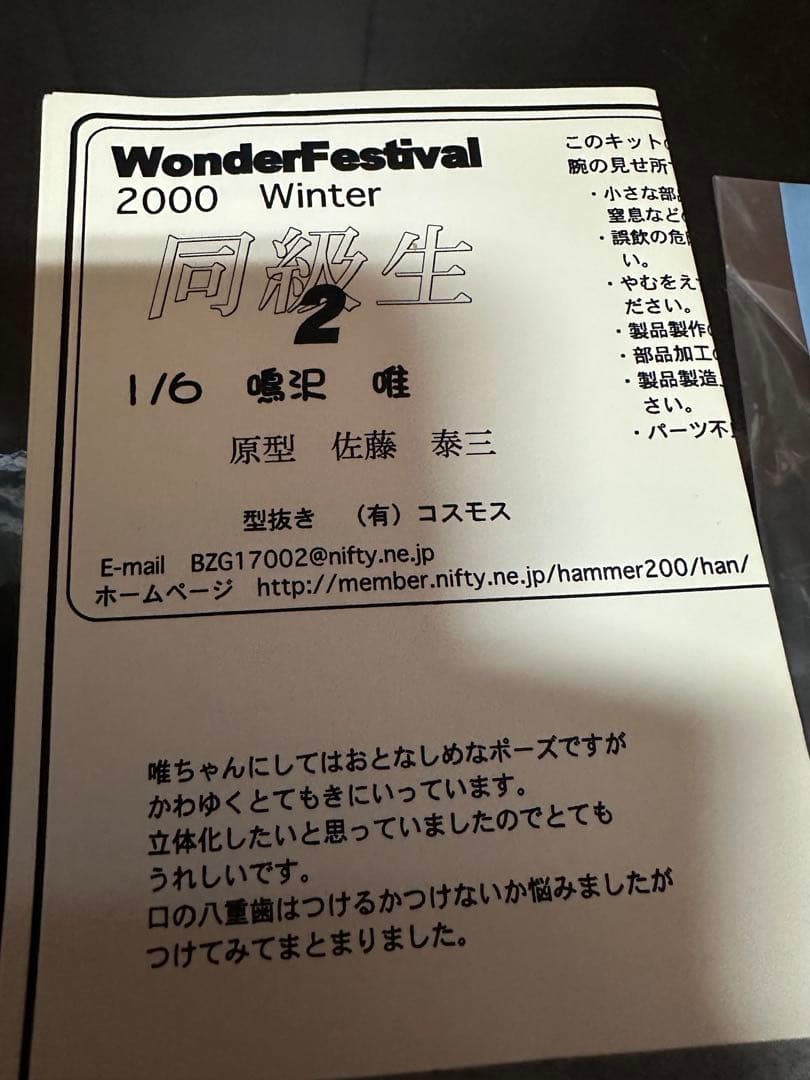 WonderFestival
2000 Winter
同級生
2
1/6 鳴沢 唯
原型 佐藤 泰三
型抜き （有）コスモス
E-mail BZG17002@nifty.ne.jp
ホームページ http://member.nifty.ne.jp/hammer200/han/
このキット
腕の見せ所
・小さな部
窒息など
・誤飲の危
い。
・やむをえ
ださい。
・製品製作
・部品加工
・製品製造
さい。
・パーツ不
唯ちゃんにしてはおとなしめなポーズですが
かわゆくとてもきにいっています。
立体化したいと思っていましたのでとても
うれしいです。
口の八重歯はつけるかつけないか悩みましたが
つけてみてまとまりました。